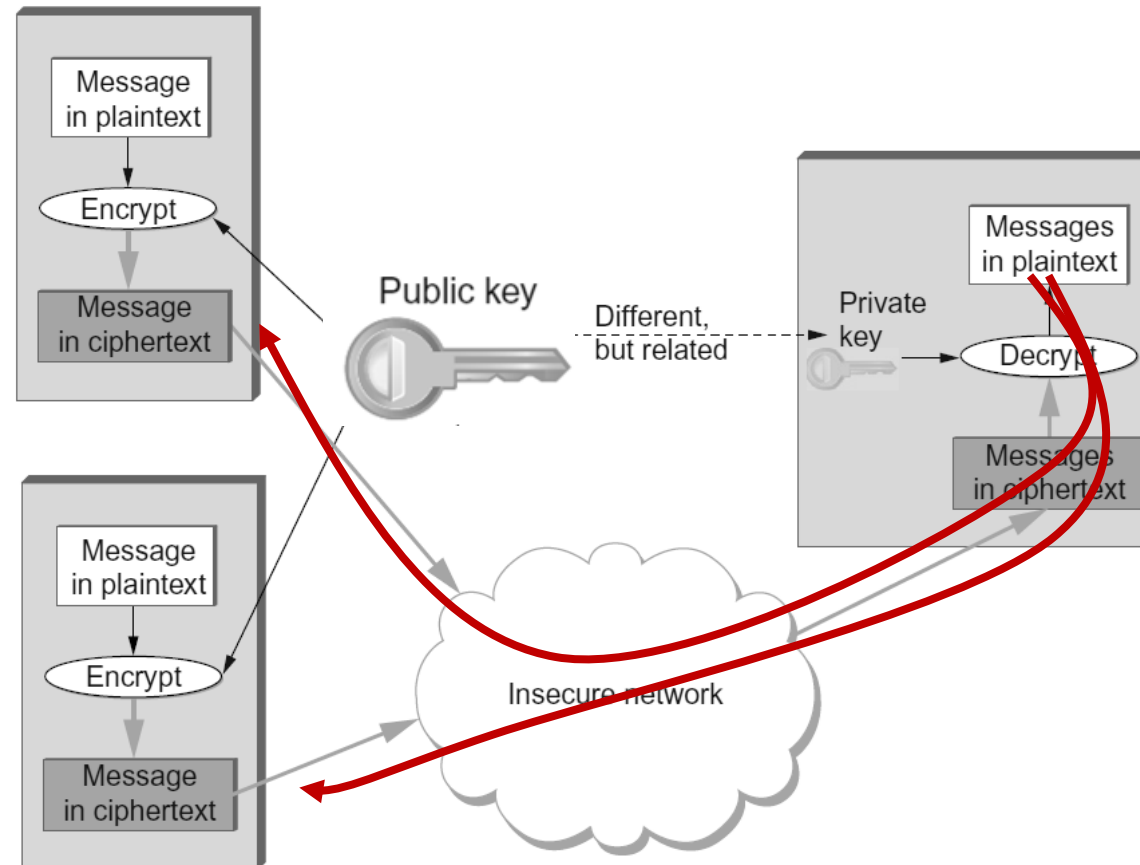 Message
in plaintext
Encrypt
Message
in ciphertext
Public key
Different,
but related
Private
key
Messages
in plaintext
Decrypt
Messages
in ciphertext
Message
in plaintext
Encrypt
Message
in ciphertext
Insecure network